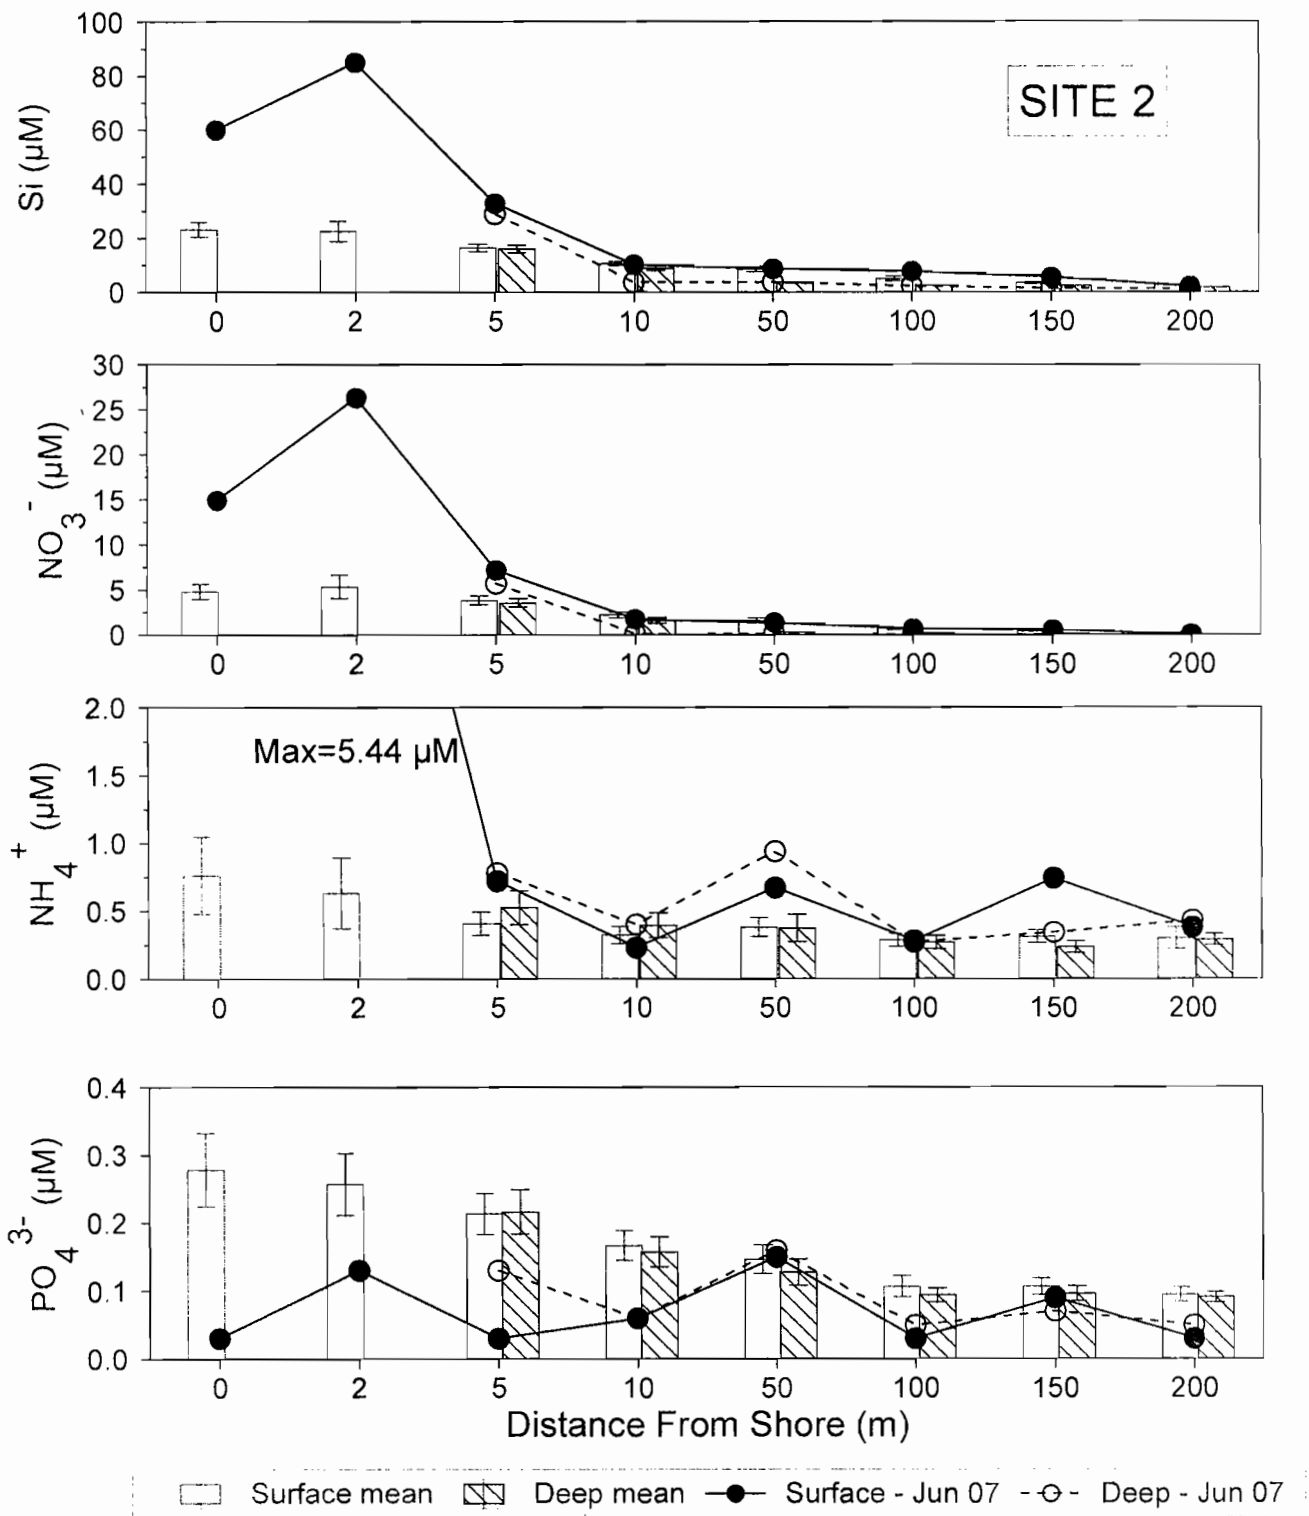 SITE 2
Si (µM)
100
80
60
40
20
0
0 2 5 10 50 100 150 200
NO₃⁻ (µM)
30
25
20
15
10
5
0
0 2 5 10 50 100 150 200
NH₄⁺ (µM)
2.0
1.5
1.0
0.5
0.0
Max=5.44 µM
0 2 5 10 50 100 150 200
PO₄³⁻ (µM)
0.4
0.3
0.2
0.1
0.0
0 2 5 10 50 100 150 200
Distance From Shore (m)
Surface mean Deep mean Surface - Jun 07 Deep - Jun 07